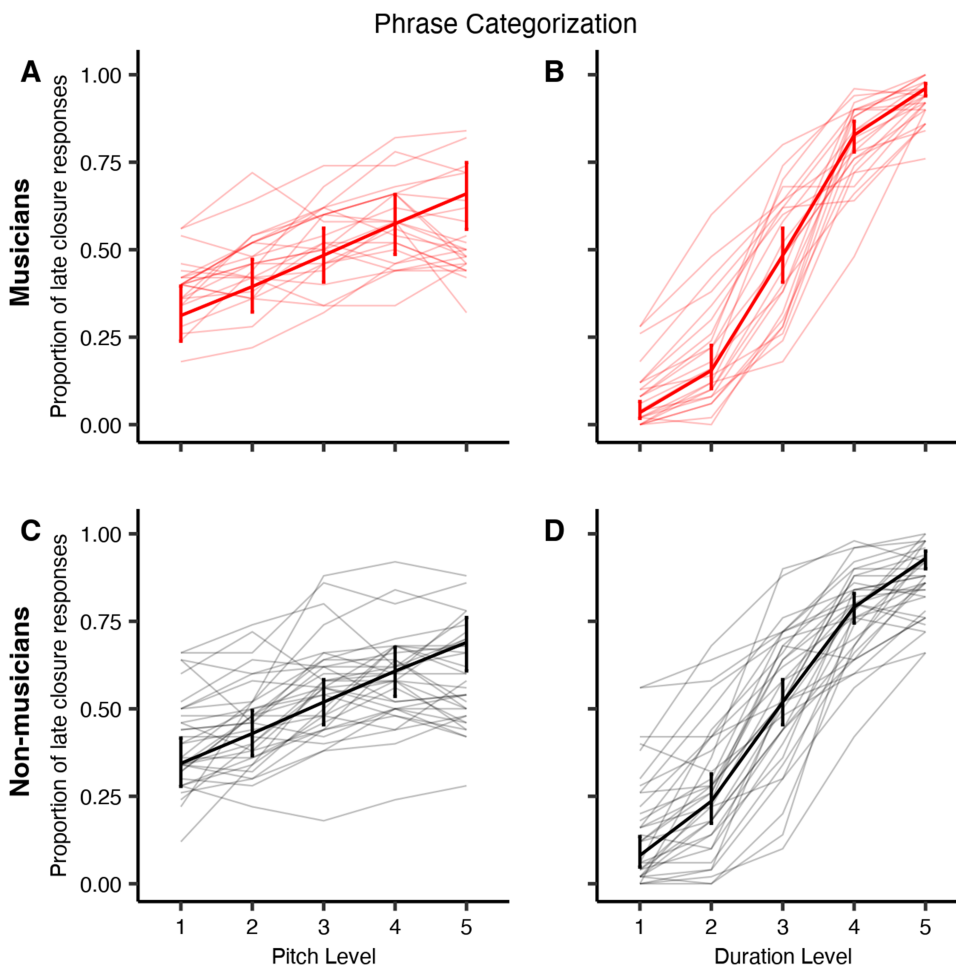 Phrase Categorization
A
B
Musicians
Proportion of late closure responses
1.00
0.75
0.50
0.25
0.00
C
D
Non-musicians
Proportion of late closure responses
1.00
0.75
0.50
0.25
0.00
1 2 3 4 5
1 2 3 4 5
Pitch Level
Duration Level